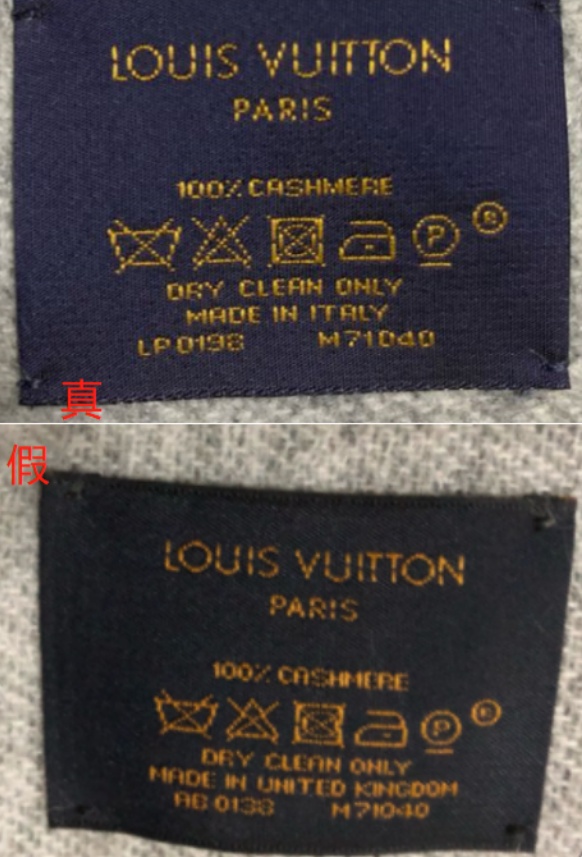 LOUIS VUITTON
PARIS
100% CASHMERE
P
DRY CLEAN ONLY
MADE IN ITALY
LP0198 M71040
真
假
LOUIS VUITTON
PARIS
100% CASHMERE
P
DRY CLEAN ONLY
MADE IN UNITED KINGDOM
M71040